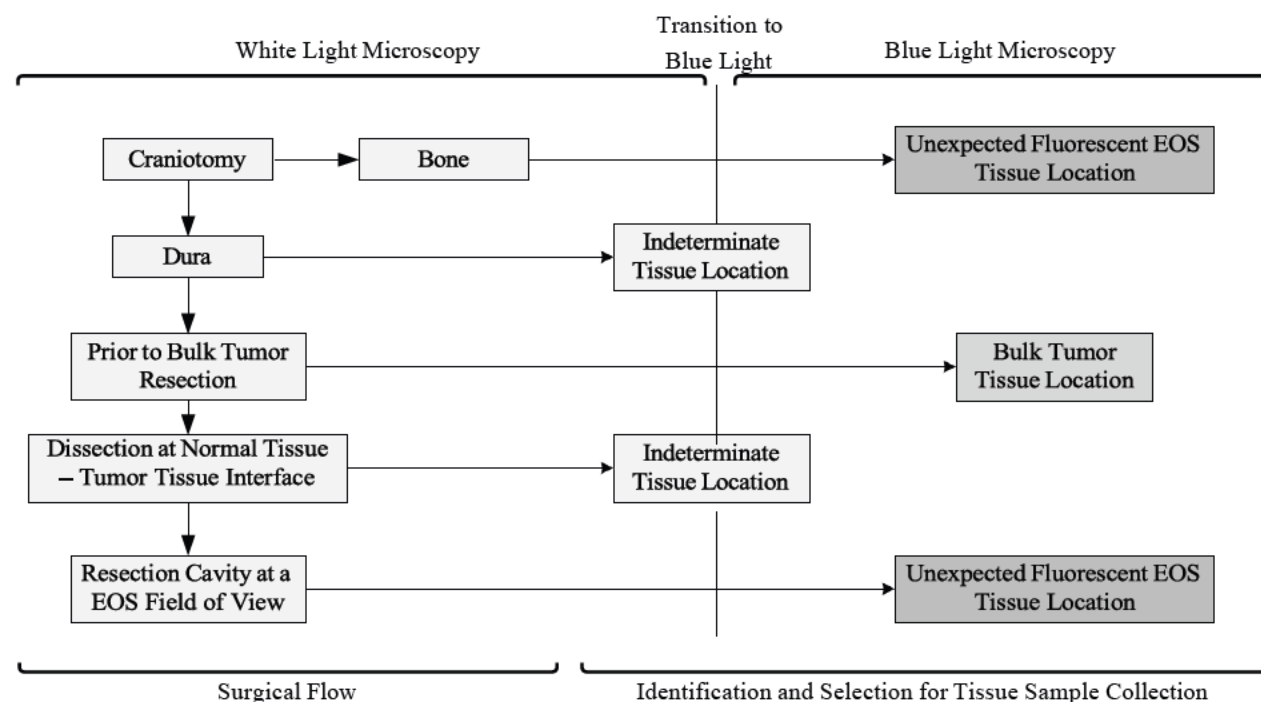 White Light Microscopy
Transition to
Blue Light
Blue Light Microscopy
Craniotomy
Bone
Unexpected Fluorescent EOS
Tissue Location
Dura
Indeterminate
Tissue Location
Prior to Bulk Tumor
Resection
Bulk Tumor
Tissue Location
Dissection at Normal Tissue
– Tumor Tissue Interface
Indeterminate
Tissue Location
Resection Cavity at a
EOS Field of View
Unexpected Fluorescent EOS
Tissue Location
Surgical Flow
Identification and Selection for Tissue Sample Collection